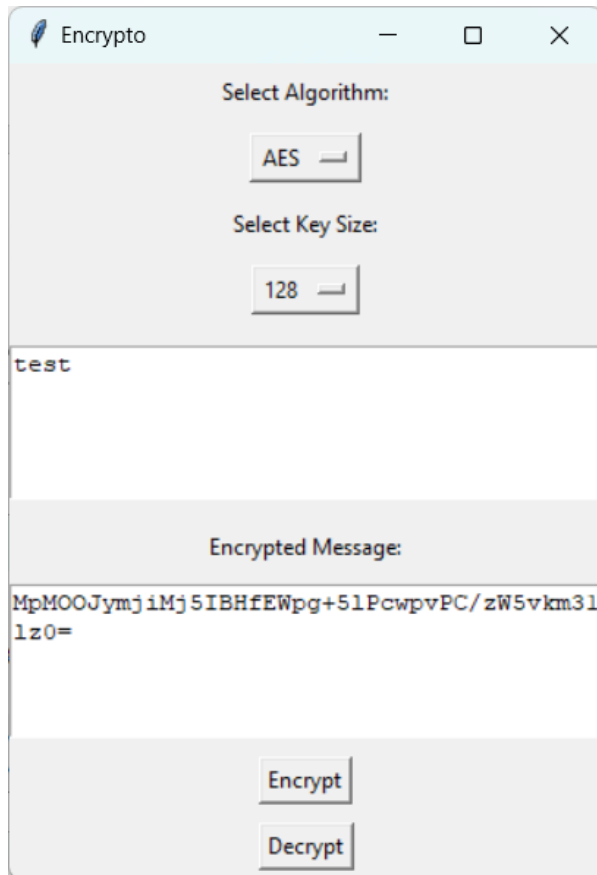 Encrypto
Select Algorithm:
AES
Select Key Size:
128
test
Encrypted Message:
MpMOOJymjiMj5IBHfEWpg+5lPcwpvPC/zW5vkm3l
lz0=
Encrypt
Decrypt